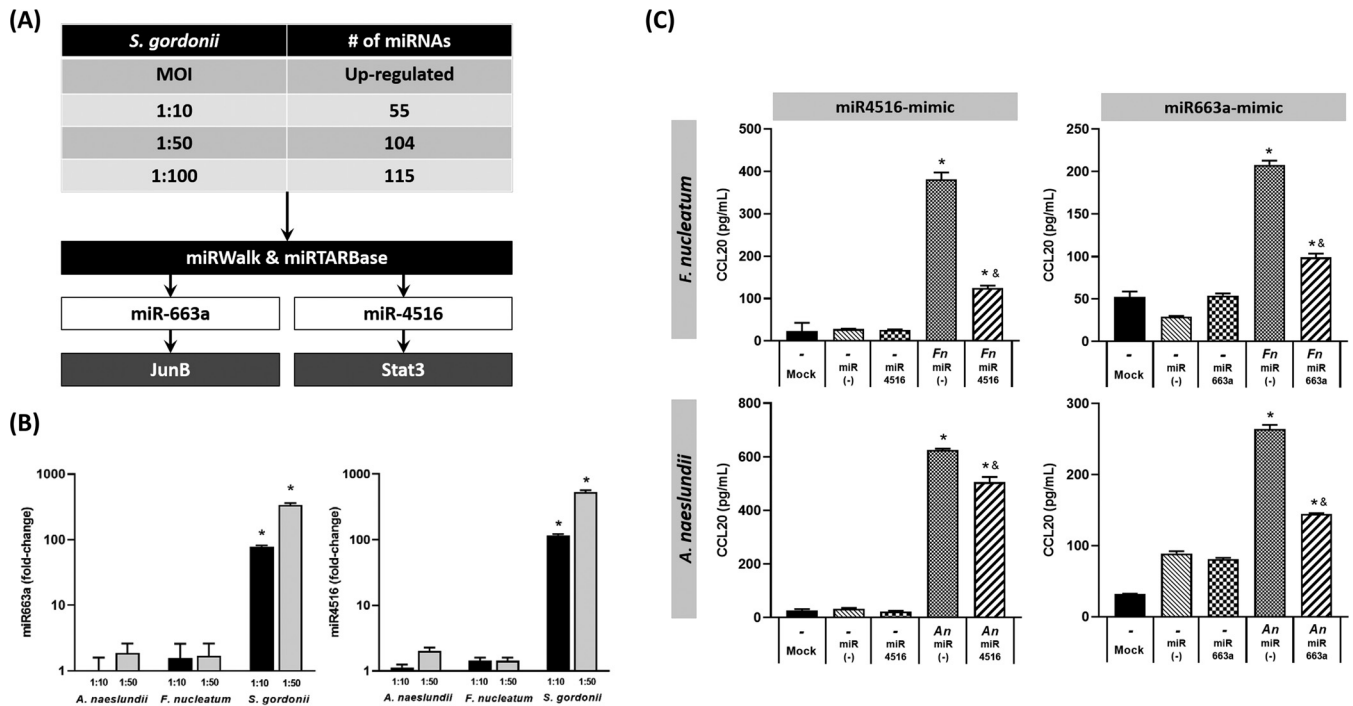 (A)
S. gordonii # of miRNAs
MOI Up-regulated
1:10 55
1:50 104
1:100 115
miRWalk & miRTARBase
miR-663a miR-4516
JunB Stat3
(B)
miR663a (fold-change)
1000
100
10
1
1:10 1:50 1:10 1:50 1:10 1:50
A. naeslundii F. nucleatum S. gordonii
* *
miR4516 (fold-change)
1000
100
10
1
1:10 1:50 1:10 1:50 1:10 1:50
A. naeslundii F. nucleatum S. gordonii
* *
(C)
miR4516-mimic miR663a-mimic
F. nucleatum
CCL20 (pg/mL)
500
400
300
200
100
0
* * &
- - - Fn Fn
Mock miR (-) miR 4516 miR (-) miR 4516
CCL20 (pg/mL)
250
200
150
100
50
0
* * &
- - - Fn Fn
Mock miR (-) miR 663a miR (-) miR 663a
A. naeslundii
CCL20 (pg/mL)
800
600
400
200
0
* * &
- - - An An
Mock miR (-) miR 4516 miR (-) miR 4516
CCL20 (pg/mL)
300
200
100
0
* * &
- - - An An
Mock miR (-) miR 663a miR (-) miR 663a